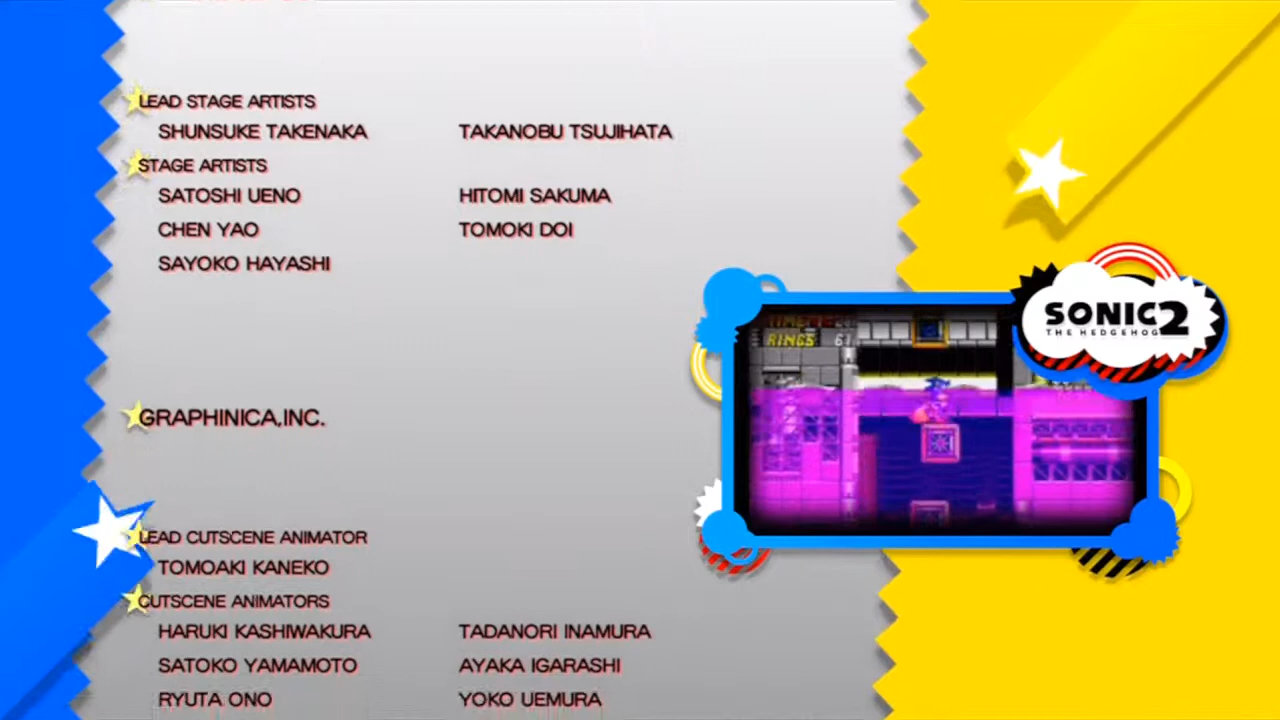 LEAD STAGE ARTISTS
SHUNSUKE TAKENAKA TAKANOBU TSUJIHATA
STAGE ARTISTS
SATOSHI UENO HITOMI SAKUMA
CHEN YAO TOMOKI DOI
SAYOKO HAYASHI
SONIC 2
THE HEDGEHOG
RINGS 61
GRAPHINICA,INC.
LEAD CUTSCENE ANIMATOR
TOMOAKI KANEKO
CUTSCENE ANIMATORS
HARUKI KASHIWAKURA TADANORI INAMURA
SATOKO YAMAMOTO AYAKA IGARASHI
RYUTA ONO YOKO UEMURA